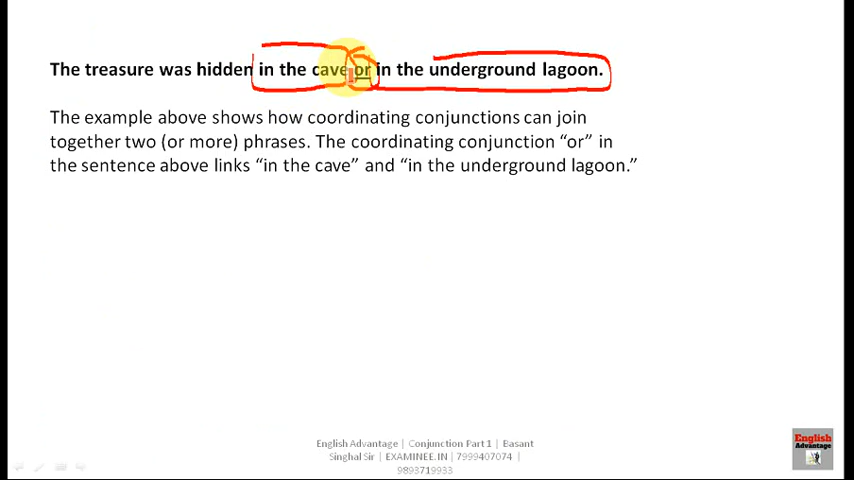 The treasure was hidden in the cave or in the underground lagoon.
The example above shows how coordinating conjunctions can join
together two (or more) phrases. The coordinating conjunction “or” in
the sentence above links “in the cave” and “in the underground lagoon.”
English Advantage | Conjunction Part 1 | Basant
Singhal Sir | EXAMINEE.IN | 7999407074 |
9893719933
English
Advantage